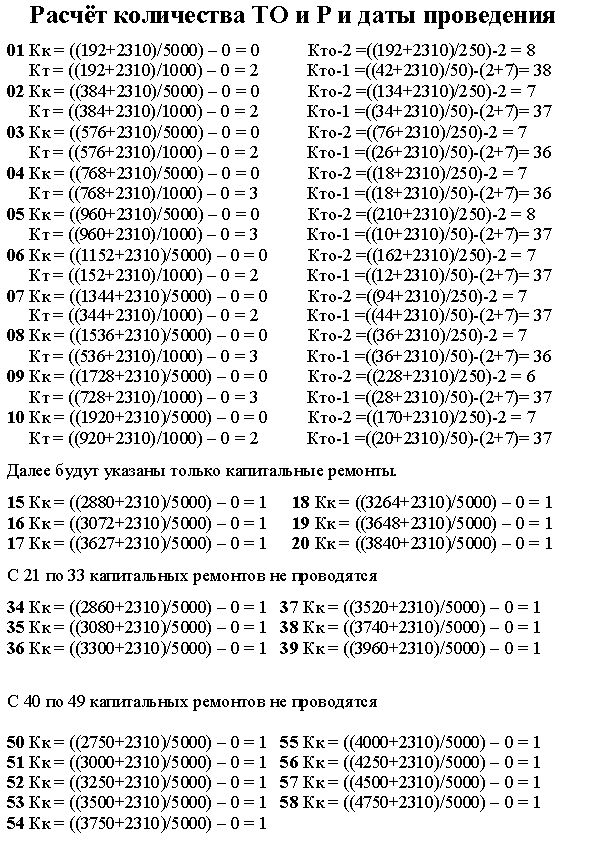 Расчёт количества ТО и Р и даты проведения
01 Кк = ((192+2310)/5000) – 0 = 0 Кто-2 =((192+2310)/250)-2 = 8
Кт = ((192+2310)/1000) – 0 = 2 Кто-1 =((42+2310)/50)-(2+7)= 38
02 Кк = ((384+2310)/5000) – 0 = 0 Кто-2 =((134+2310)/250)-2 = 7
Кт = ((384+2310)/1000) – 0 = 2 Кто-1 =((34+2310)/50)-(2+7)= 37
03 Кк = ((576+2310)/5000) – 0 = 0 Кто-2 =((76+2310)/250)-2 = 7
Кт = ((576+2310)/1000) – 0 = 2 Кто-1 =((26+2310)/50)-(2+7)= 36
04 Кк = ((768+2310)/5000) – 0 = 0 Кто-2 =((18+2310)/250)-2 = 7
Кт = ((768+2310)/1000) – 0 = 3 Кто-1 =((18+2310)/50)-(2+7)= 36
05 Кк = ((960+2310)/5000) – 0 = 0 Кто-2 =((210+2310)/250)-2 = 8
Кт = ((960+2310)/1000) – 0 = 3 Кто-1 =((10+2310)/50)-(2+7)= 37
06 Кк = ((1152+2310)/5000) – 0 = 0 Кто-2 =((162+2310)/250)-2 = 7
Кт = ((152+2310)/1000) – 0 = 2 Кто-1 =((12+2310)/50)-(2+7)= 37
07 Кк = ((1344+2310)/5000) – 0 = 0 Кто-2 =((94+2310)/250)-2 = 7
Кт = ((344+2310)/1000) – 0 = 2 Кто-1 =((44+2310)/50)-(2+7)= 37
08 Кк = ((1536+2310)/5000) – 0 = 0 Кто-2 =((36+2310)/250)-2 = 7
Кт = ((536+2310)/1000) – 0 = 3 Кто-1 =((36+2310)/50)-(2+7)= 36
09 Кк = ((1728+2310)/5000) – 0 = 0 Кто-2 =((228+2310)/250)-2 = 6
Кт = ((728+2310)/1000) – 0 = 3 Кто-1 =((28+2310)/50)-(2+7)= 37
10 Кк = ((1920+2310)/5000) – 0 = 0 Кто-2 =((170+2310)/250)-2 = 7
Кт = ((920+2310)/1000) – 0 = 2 Кто-1 =((20+2310)/50)-(2+7)= 37
Далее будут указаны только капитальные ремонты.
15 Кк = ((2880+2310)/5000) – 0 = 1 18 Кк = ((3264+2310)/5000) – 0 = 1
16 Кк = ((3072+2310)/5000) – 0 = 1 19 Кк = ((3648+2310)/5000) – 0 = 1
17 Кк = ((3627+2310)/5000) – 0 = 1 20 Кк = ((3840+2310)/5000) – 0 = 1
С 21 по 33 капитальных ремонтов не проводятся
34 Кк = ((2860+2310)/5000) – 0 = 1 37 Кк = ((3520+2310)/5000) – 0 = 1
35 Кк = ((3080+2310)/5000) – 0 = 1 38 Кк = ((3740+2310)/5000) – 0 = 1
36 Кк = ((3300+2310)/5000) – 0 = 1 39 Кк = ((3960+2310)/5000) – 0 = 1
С 40 по 49 капитальных ремонтов не проводятся
50 Кк = ((2750+2310)/5000) – 0 = 1 55 Кк = ((4000+2310)/5000) – 0 = 1
51 Кк = ((3000+2310)/5000) – 0 = 1 56 Кк = ((4250+2310)/5000) – 0 = 1
52 Кк = ((3250+2310)/5000) – 0 = 1 57 Кк = ((4500+2310)/5000) – 0 = 1
53 Кк = ((3500+2310)/5000) – 0 = 1 58 Кк = ((4750+2310)/5000) – 0 = 1
54 Кк = ((3750+2310)/5000) – 0 = 1